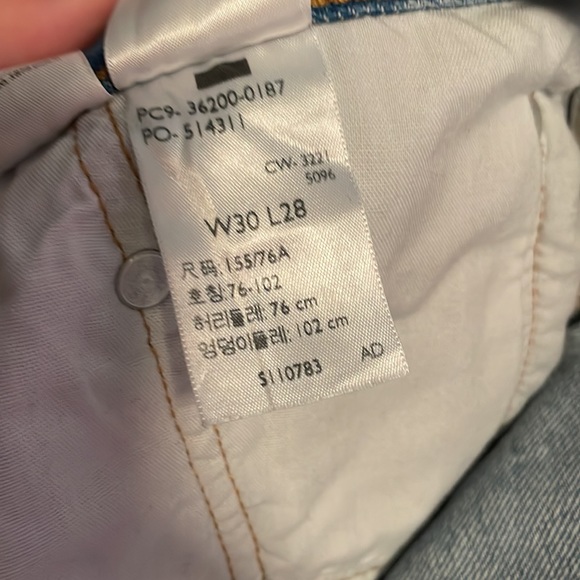 PC9- 36200-0187
PO- 514311
CW- 3221
5096
W30 L28
尺码: 155/76A
호칭: 76-102
허리둘레: 76 cm
엉덩이둘레: 102 cm
S110783 AD